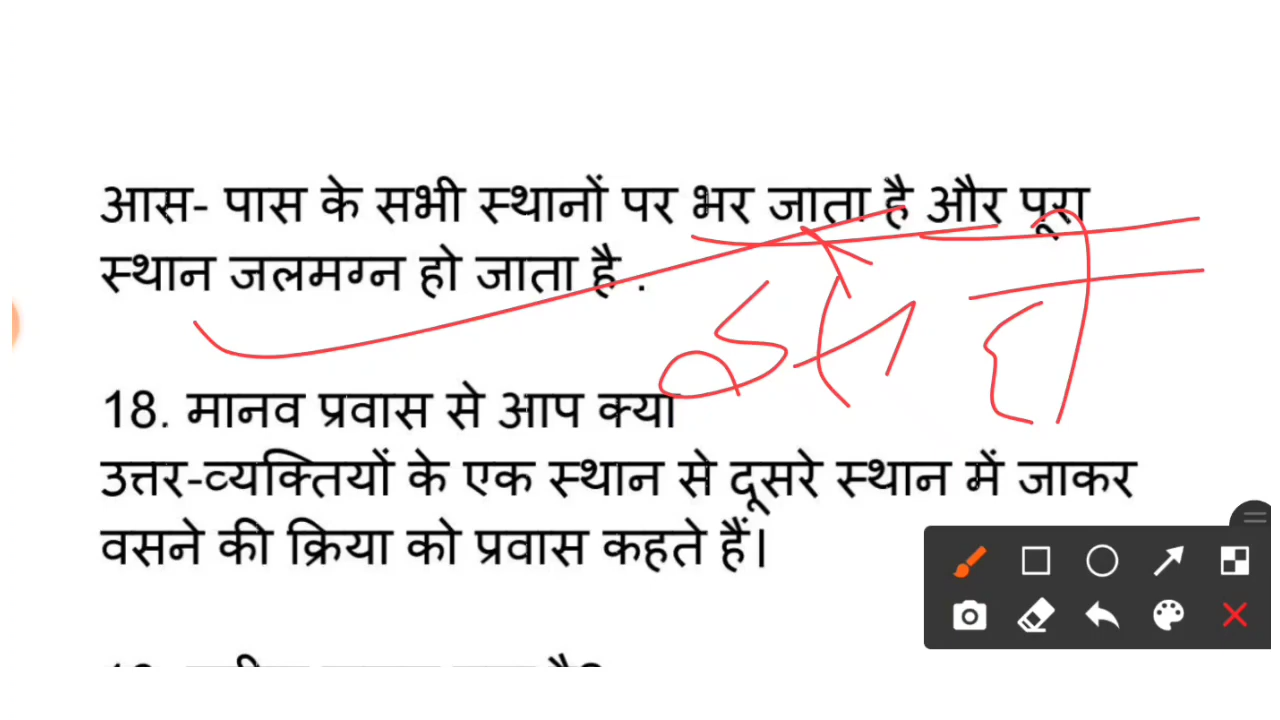 आस- पास के सभी स्थानों पर भर जाता है और पूरा
स्थान जलमग्न हो जाता है .
18. मानव प्रवास से आप क्या
उत्तर-व्यक्तियों के एक स्थान से दूसरे स्थान में जाकर
वसने की क्रिया को प्रवास कहते हैं।